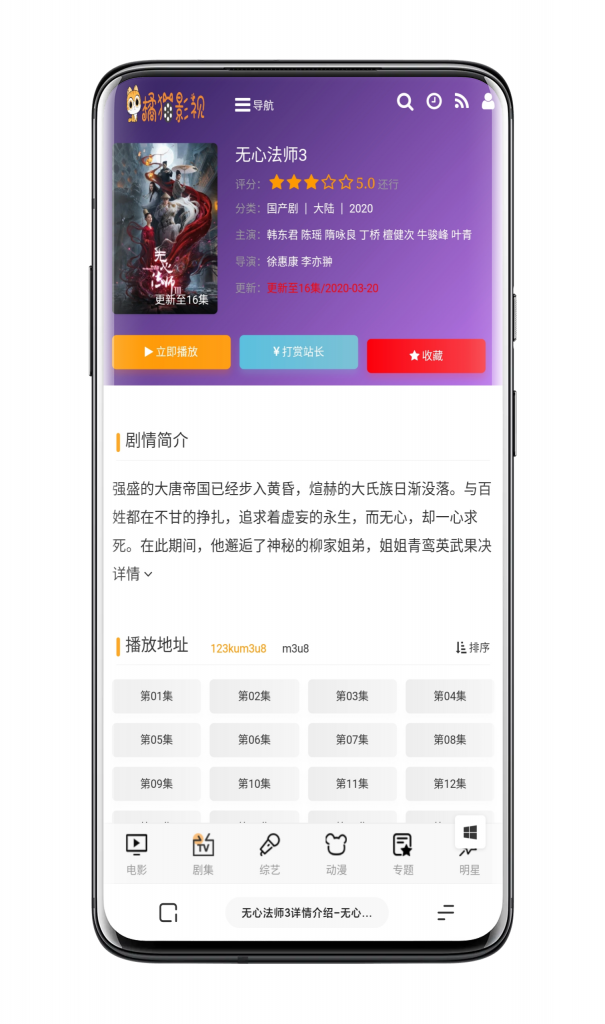 橘猫影视
导航
无心法师3
评分：5.0 还行
分类：国产剧 | 大陆 | 2020
主演：韩东君 陈瑶 隋咏良 丁桥 檀健次 牛骏峰 叶青
导演：徐惠康 李亦翀
更新：更新至16集/2020-03-20
无心
法师III
更新至16集
立即播放
¥打赏站长
收藏
剧情简介
强盛的大唐帝国已经步入黄昏，煊赫的大氏族日渐没落。与百
姓都在不甘的挣扎，追求着虚妄的永生，而无心，却一心求
死。在此期间，他邂逅了神秘的柳家姐弟，姐姐青鸾英武果决
详情
播放地址 123kum3u8 m3u8 排序
第01集 第02集 第03集 第04集
第05集 第06集 第07集 第08集
第09集 第10集 第11集 第12集
TV
电影 剧集 综艺 动漫 专题 明星
无心法师3详情介绍-无心...